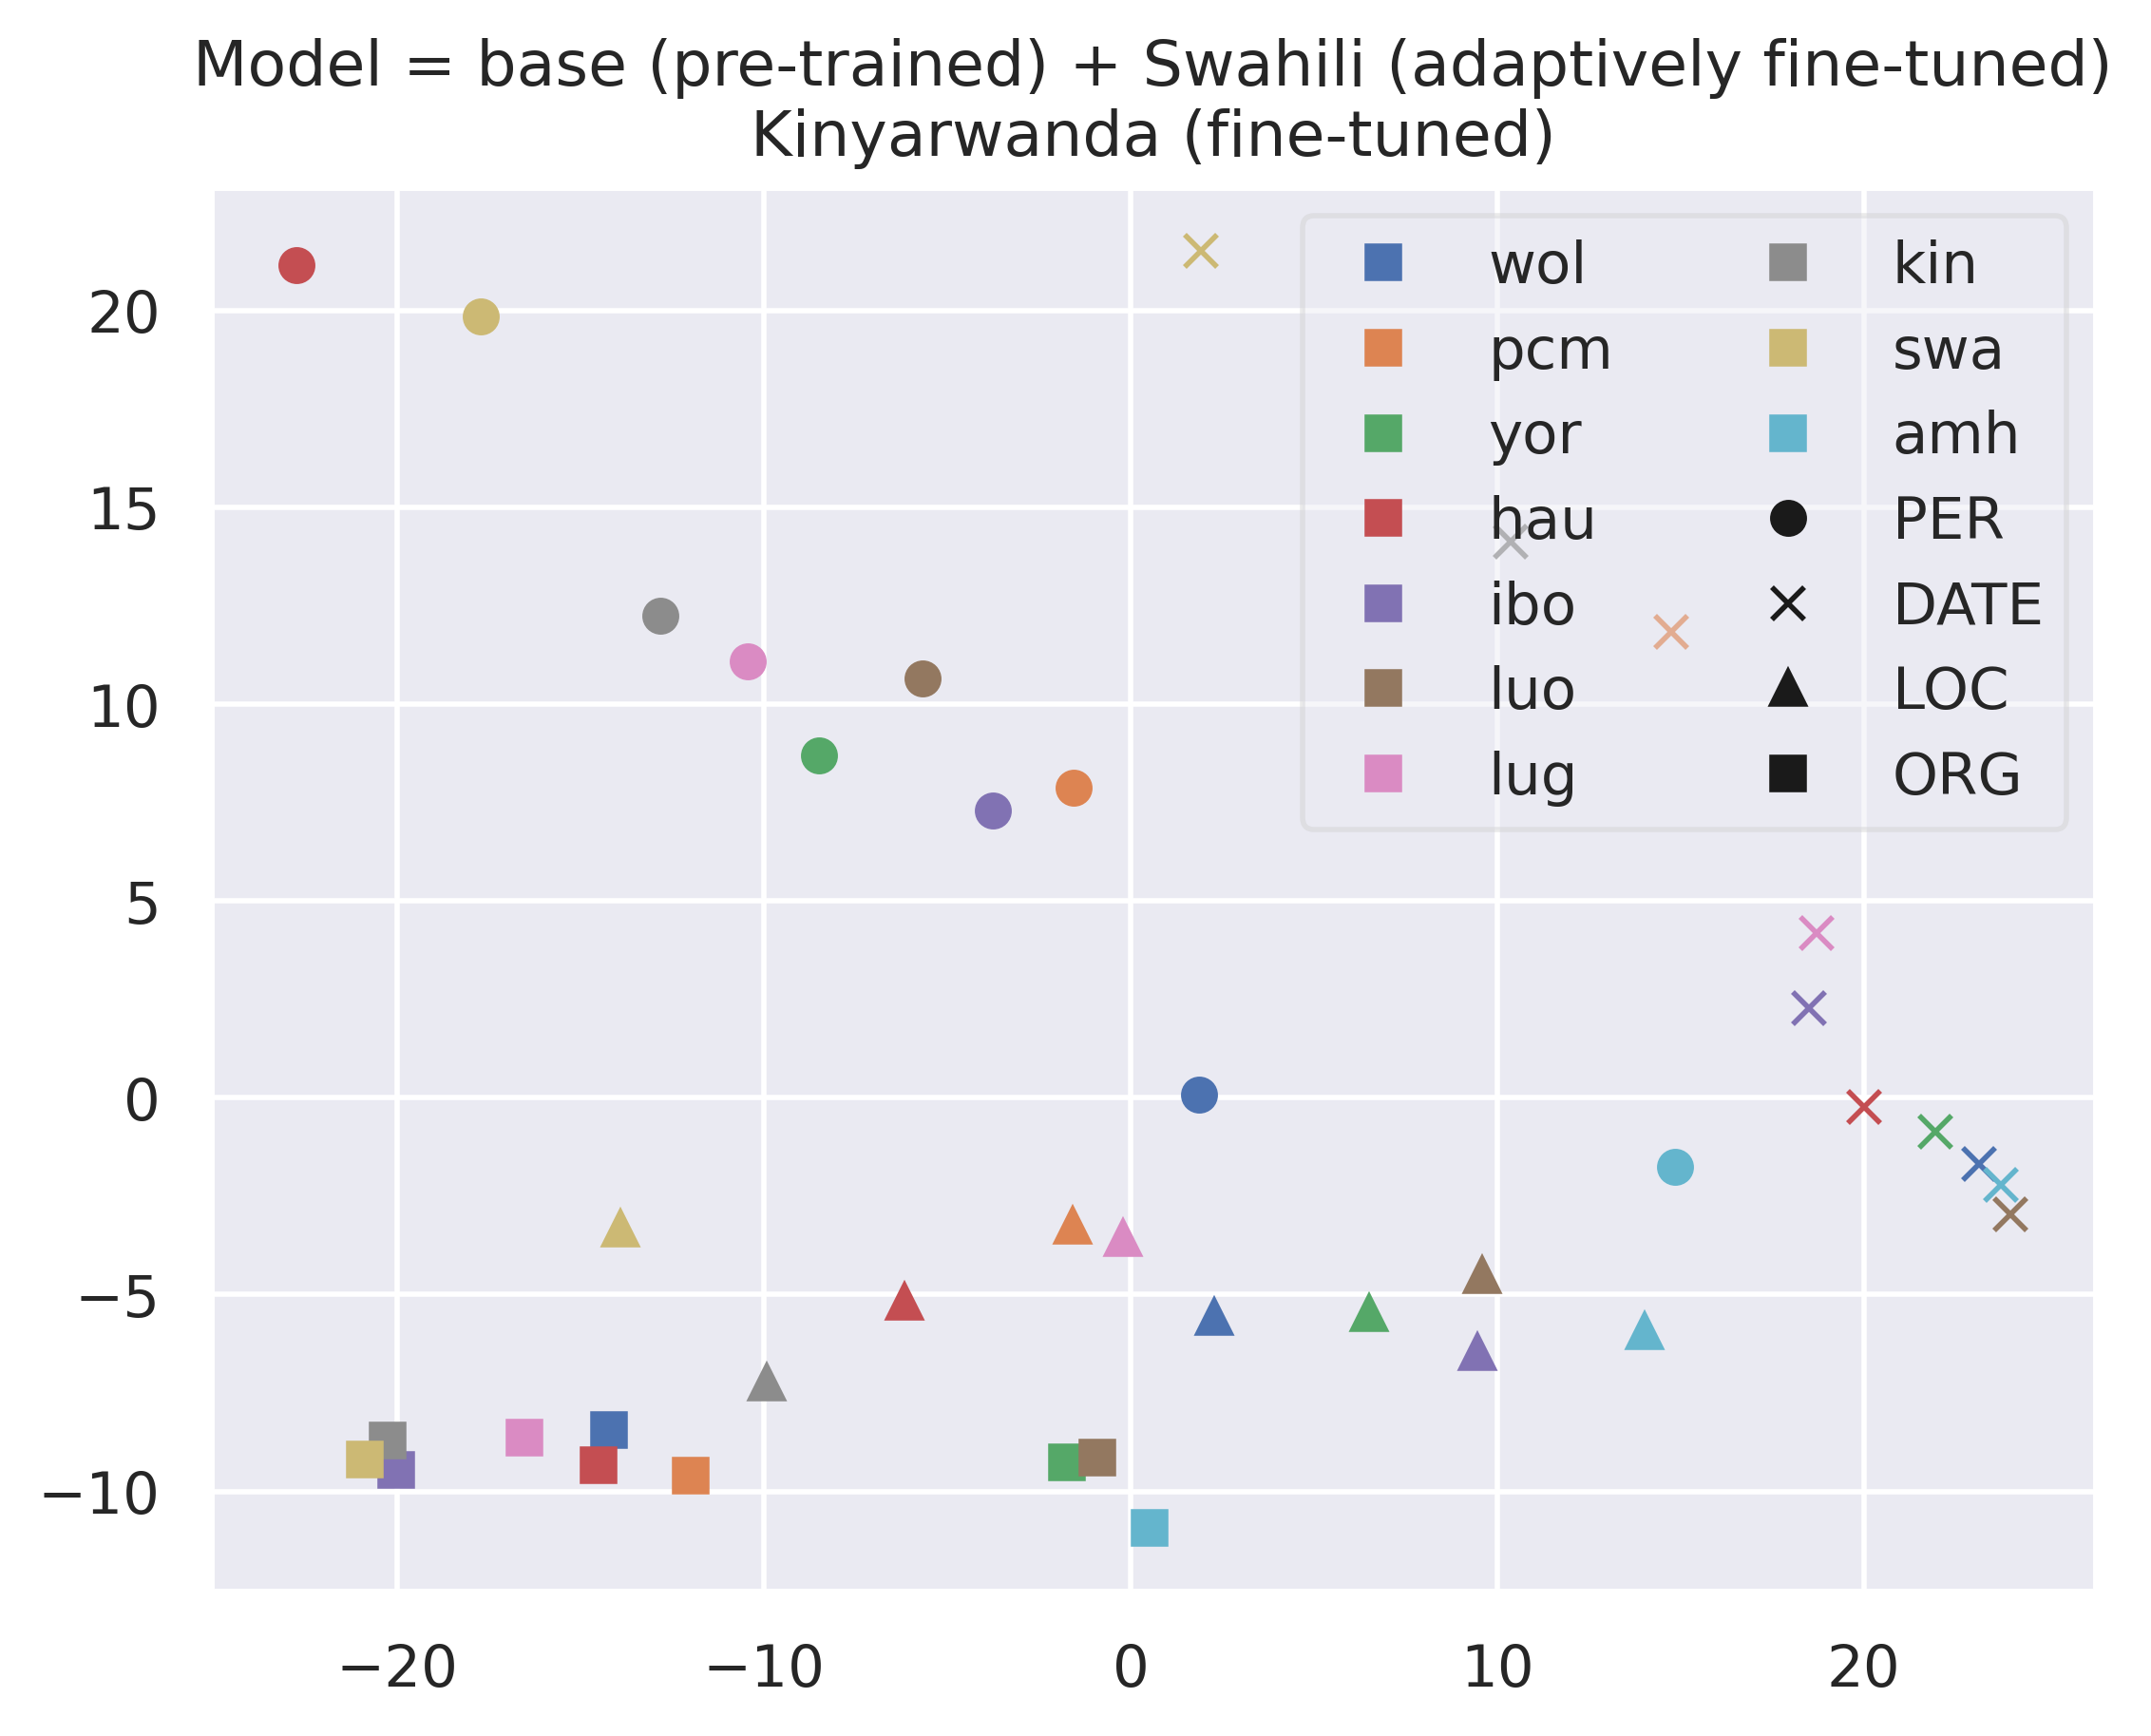 Model = base (pre-trained) + Swahili (adaptively fine-tuned)
Kinyarwanda (fine-tuned)
20
15
10
5
0
−5
−10
−20
−10
0
10
20
wol
pcm
yor
hau
ibo
luo
lug
kin
swa
amh
PER
DATE
LOC
ORG